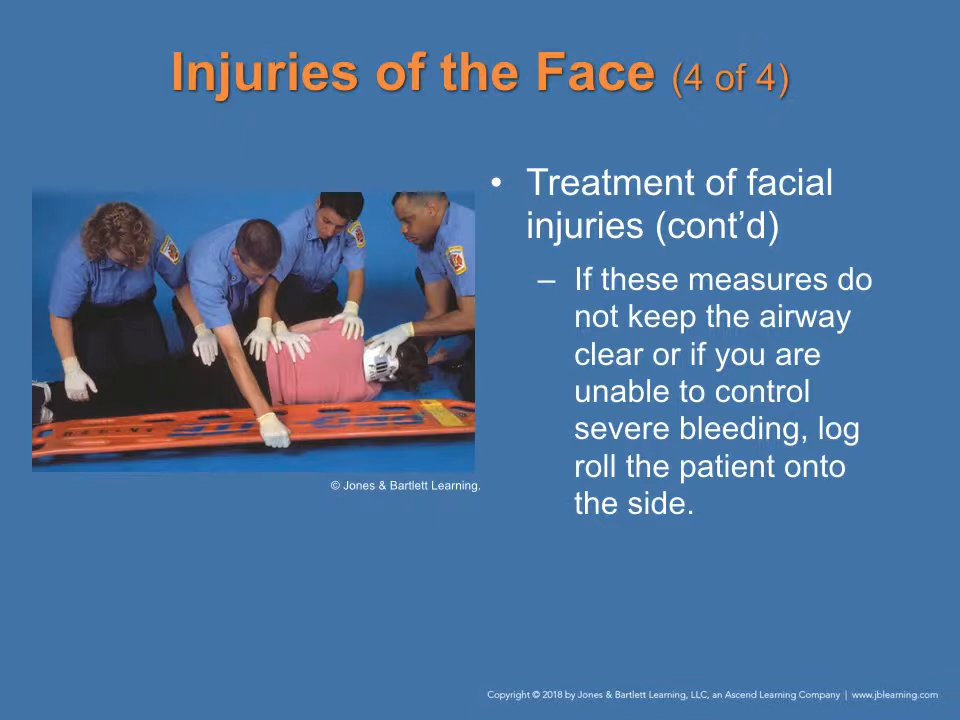 Injuries of the Face (4 of 4)
• Treatment of facial
injuries (cont’d)
– If these measures do
not keep the airway
clear or if you are
unable to control
severe bleeding, log
roll the patient onto
the side.
© Jones & Bartlett Learning.
Copyright © 2018 by Jones & Bartlett Learning, LLC, an Ascend Learning Company | www.jblearning.com